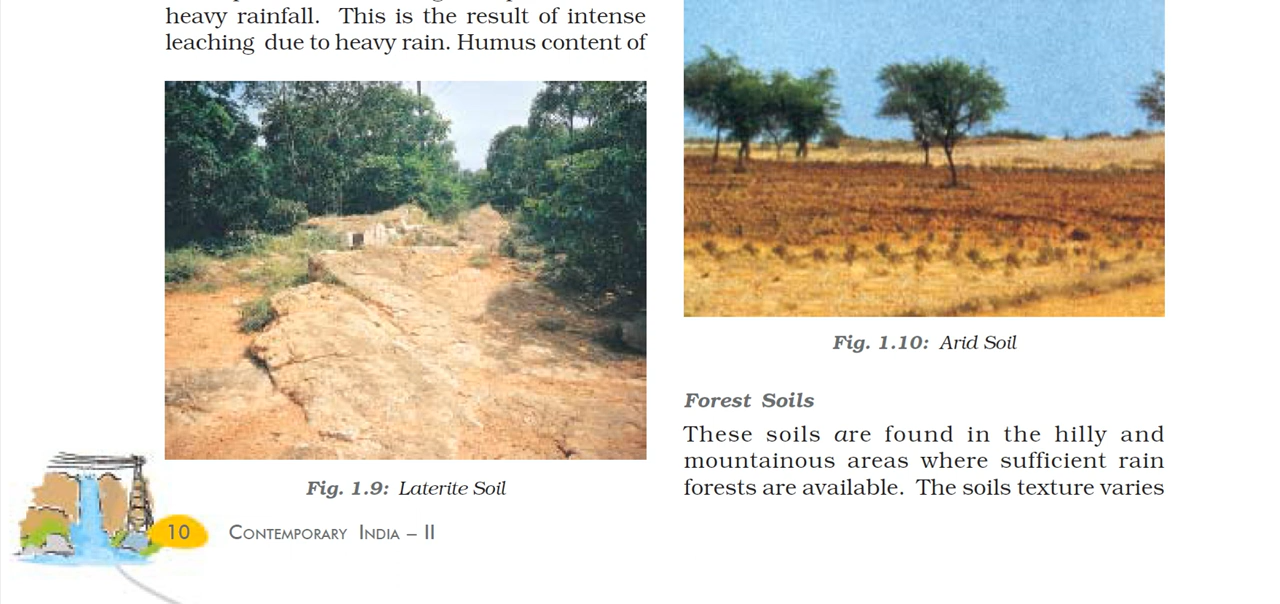 heavy rainfall. This is the result of intense
leaching due to heavy rain. Humus content of
Fig. 1.9: Laterite Soil
Fig. 1.10: Arid Soil
Forest Soils
These soils are found in the hilly and
mountainous areas where sufficient rain
forests are available. The soils texture varies
10 CONTEMPORARY INDIA – II